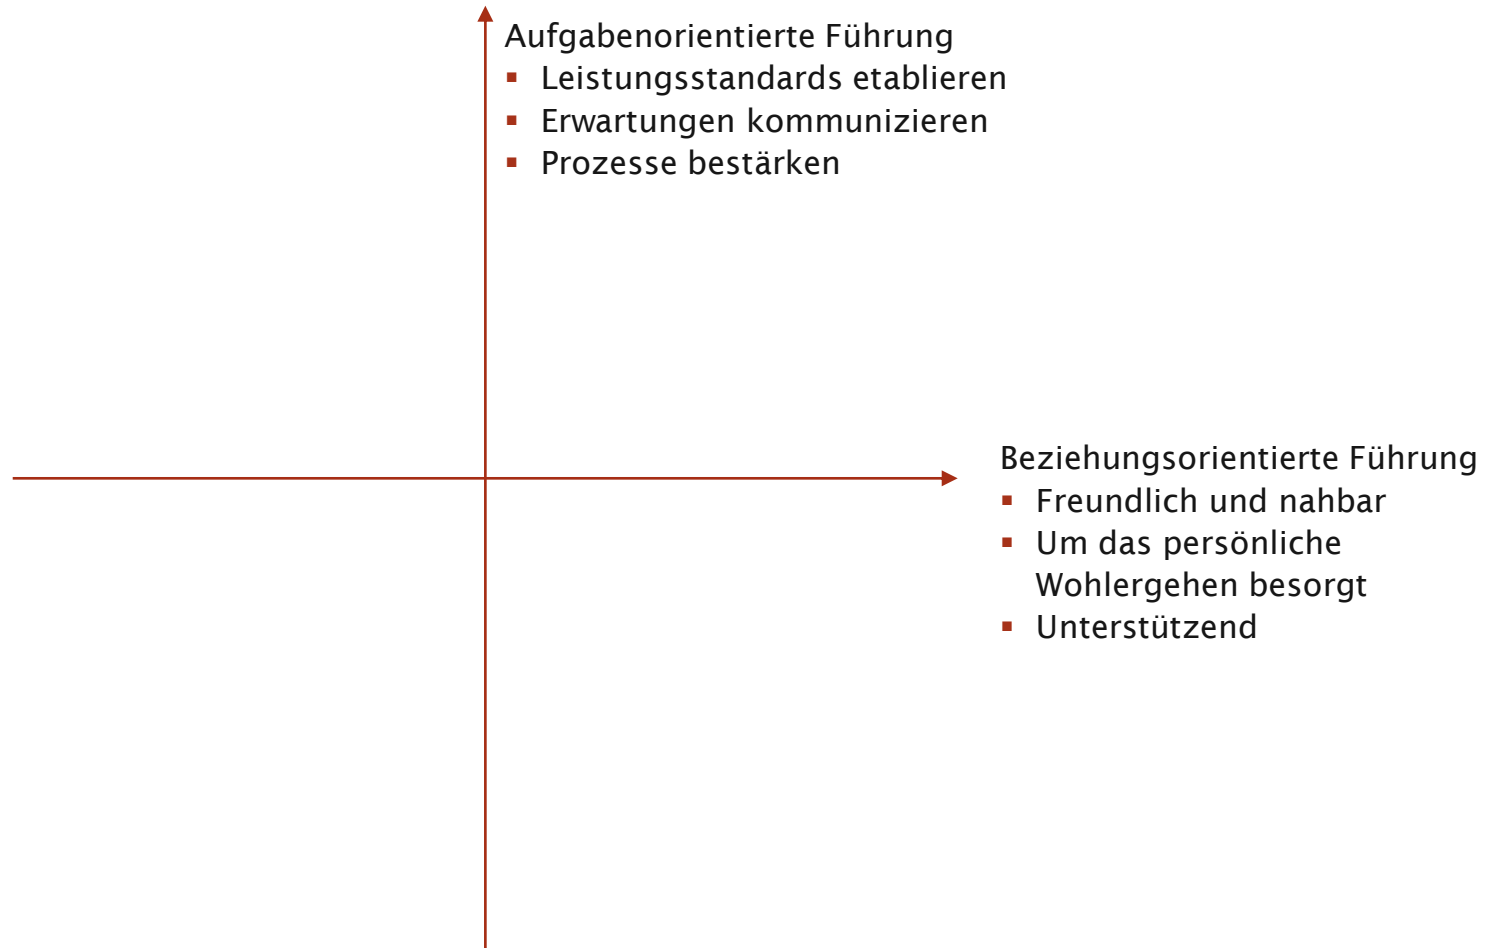 Aufgabenorientierte Führung
▪ Leistungsstandards etablieren
▪ Erwartungen kommunizieren
▪ Prozesse bestärken
Beziehungsorientierte Führung
▪ Freundlich und nahbar
▪ Um das persönliche
Wohlergehen besorgt
▪ Unterstützend